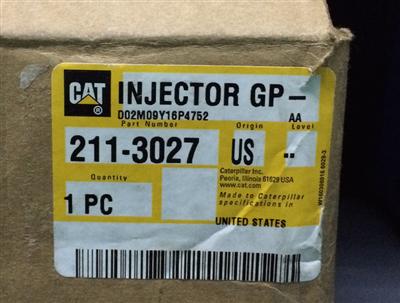 CAT ®
INJECTOR GP-
D02M09Y16P4752 AA
Part Number Origin Level
211-3027 US --
Quantity
Caterpillar Inc.
Peoria, Illinois 61629 USA
www.cat.com
1 PC
Made to Caterpillar
specifications in
UNITED STATES